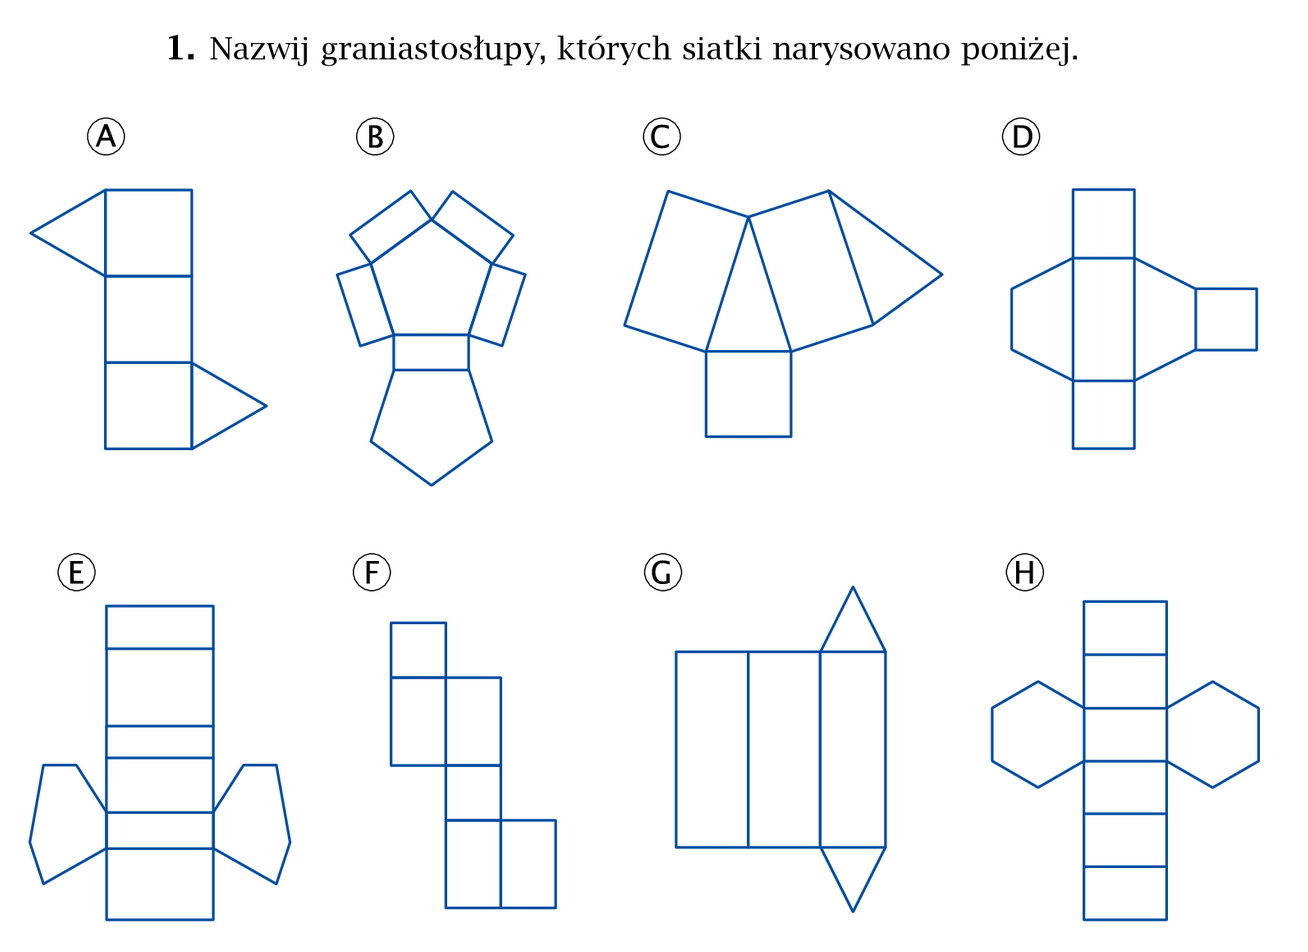 1. Nazwij graniastosłupy, których siatki narysowano poniżej.
A B C D
E F G H